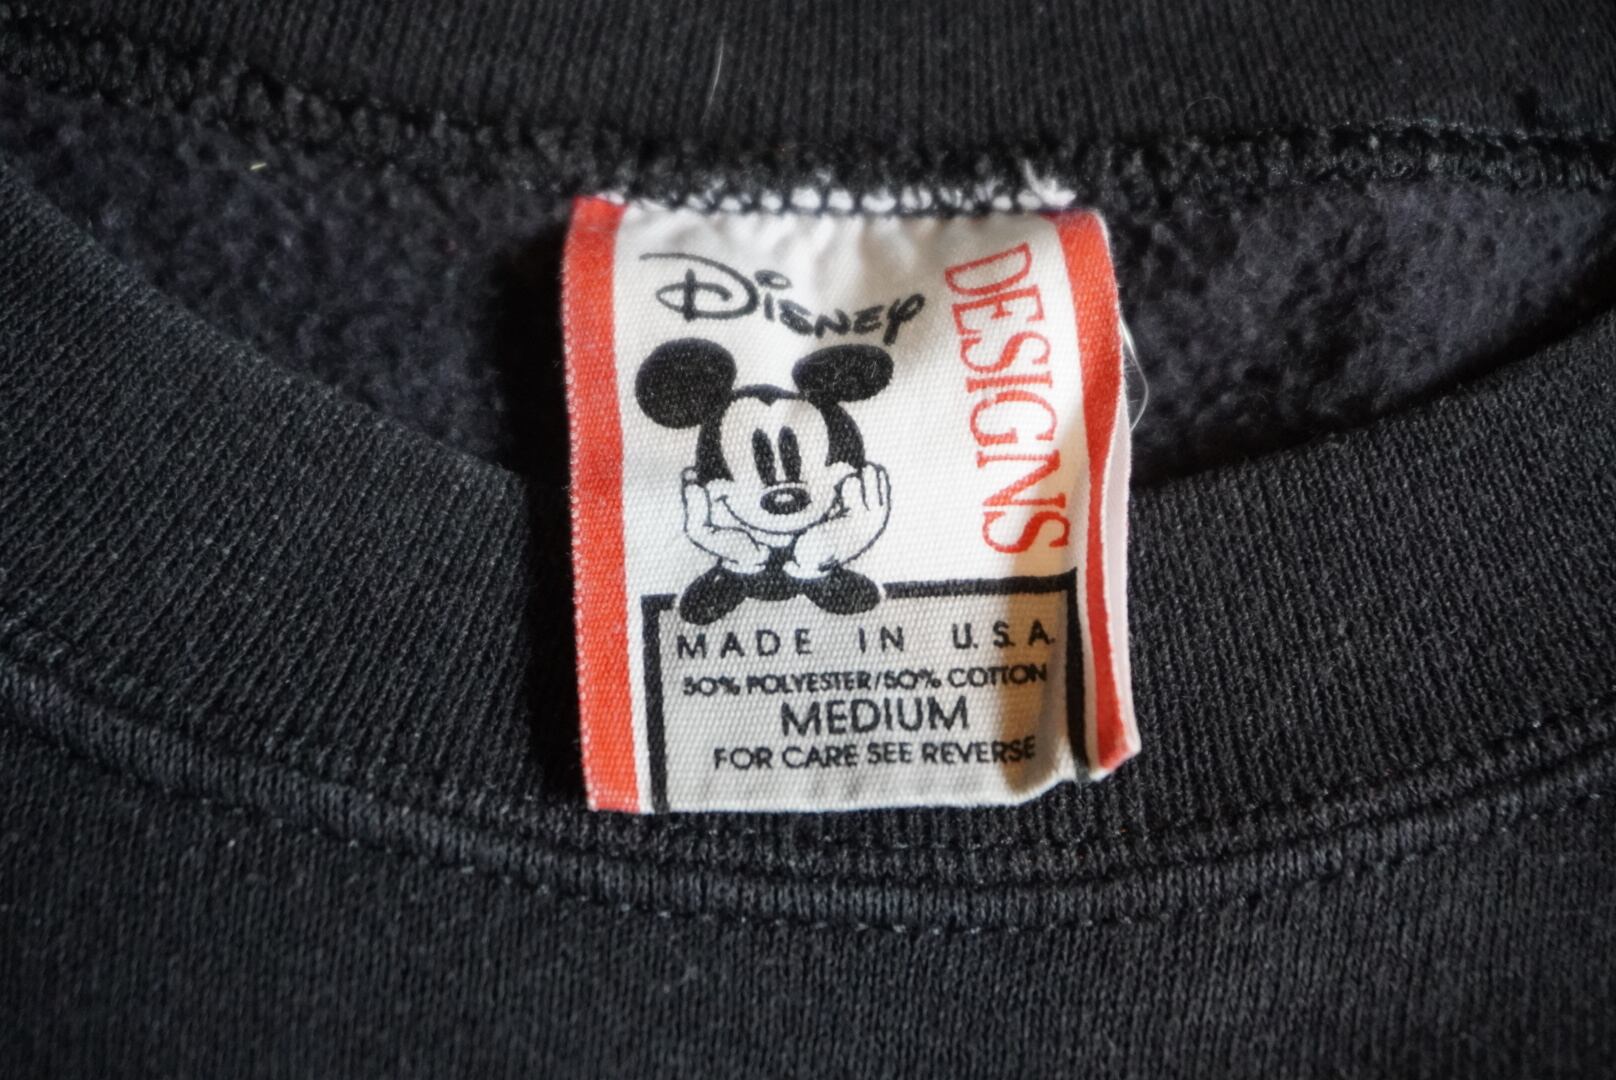 Disney
DESIGNS
MADE IN U.S.A.
50% POLYESTER/50% COTTON
MEDIUM
FOR CARE SEE REVERSE